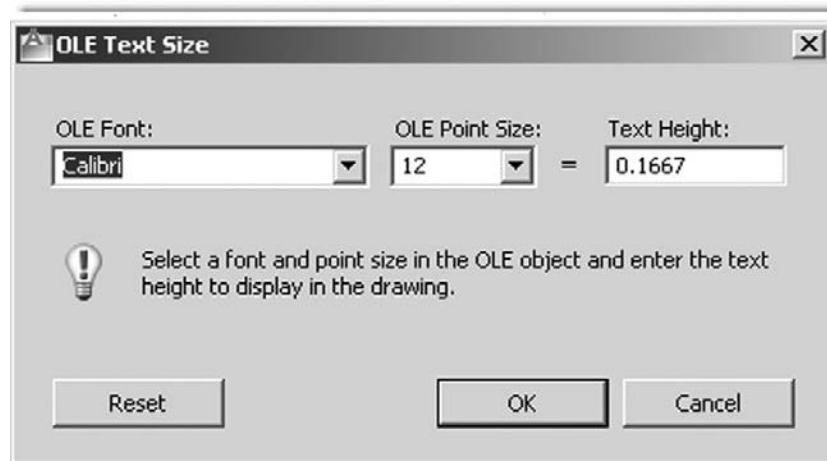 OLE Text Size
OLE Font: OLE Point Size: Text Height:
Calibri 12 = 0.1667
Select a font and point size in the OLE object and enter the text
height to display in the drawing.
Reset OK Cancel